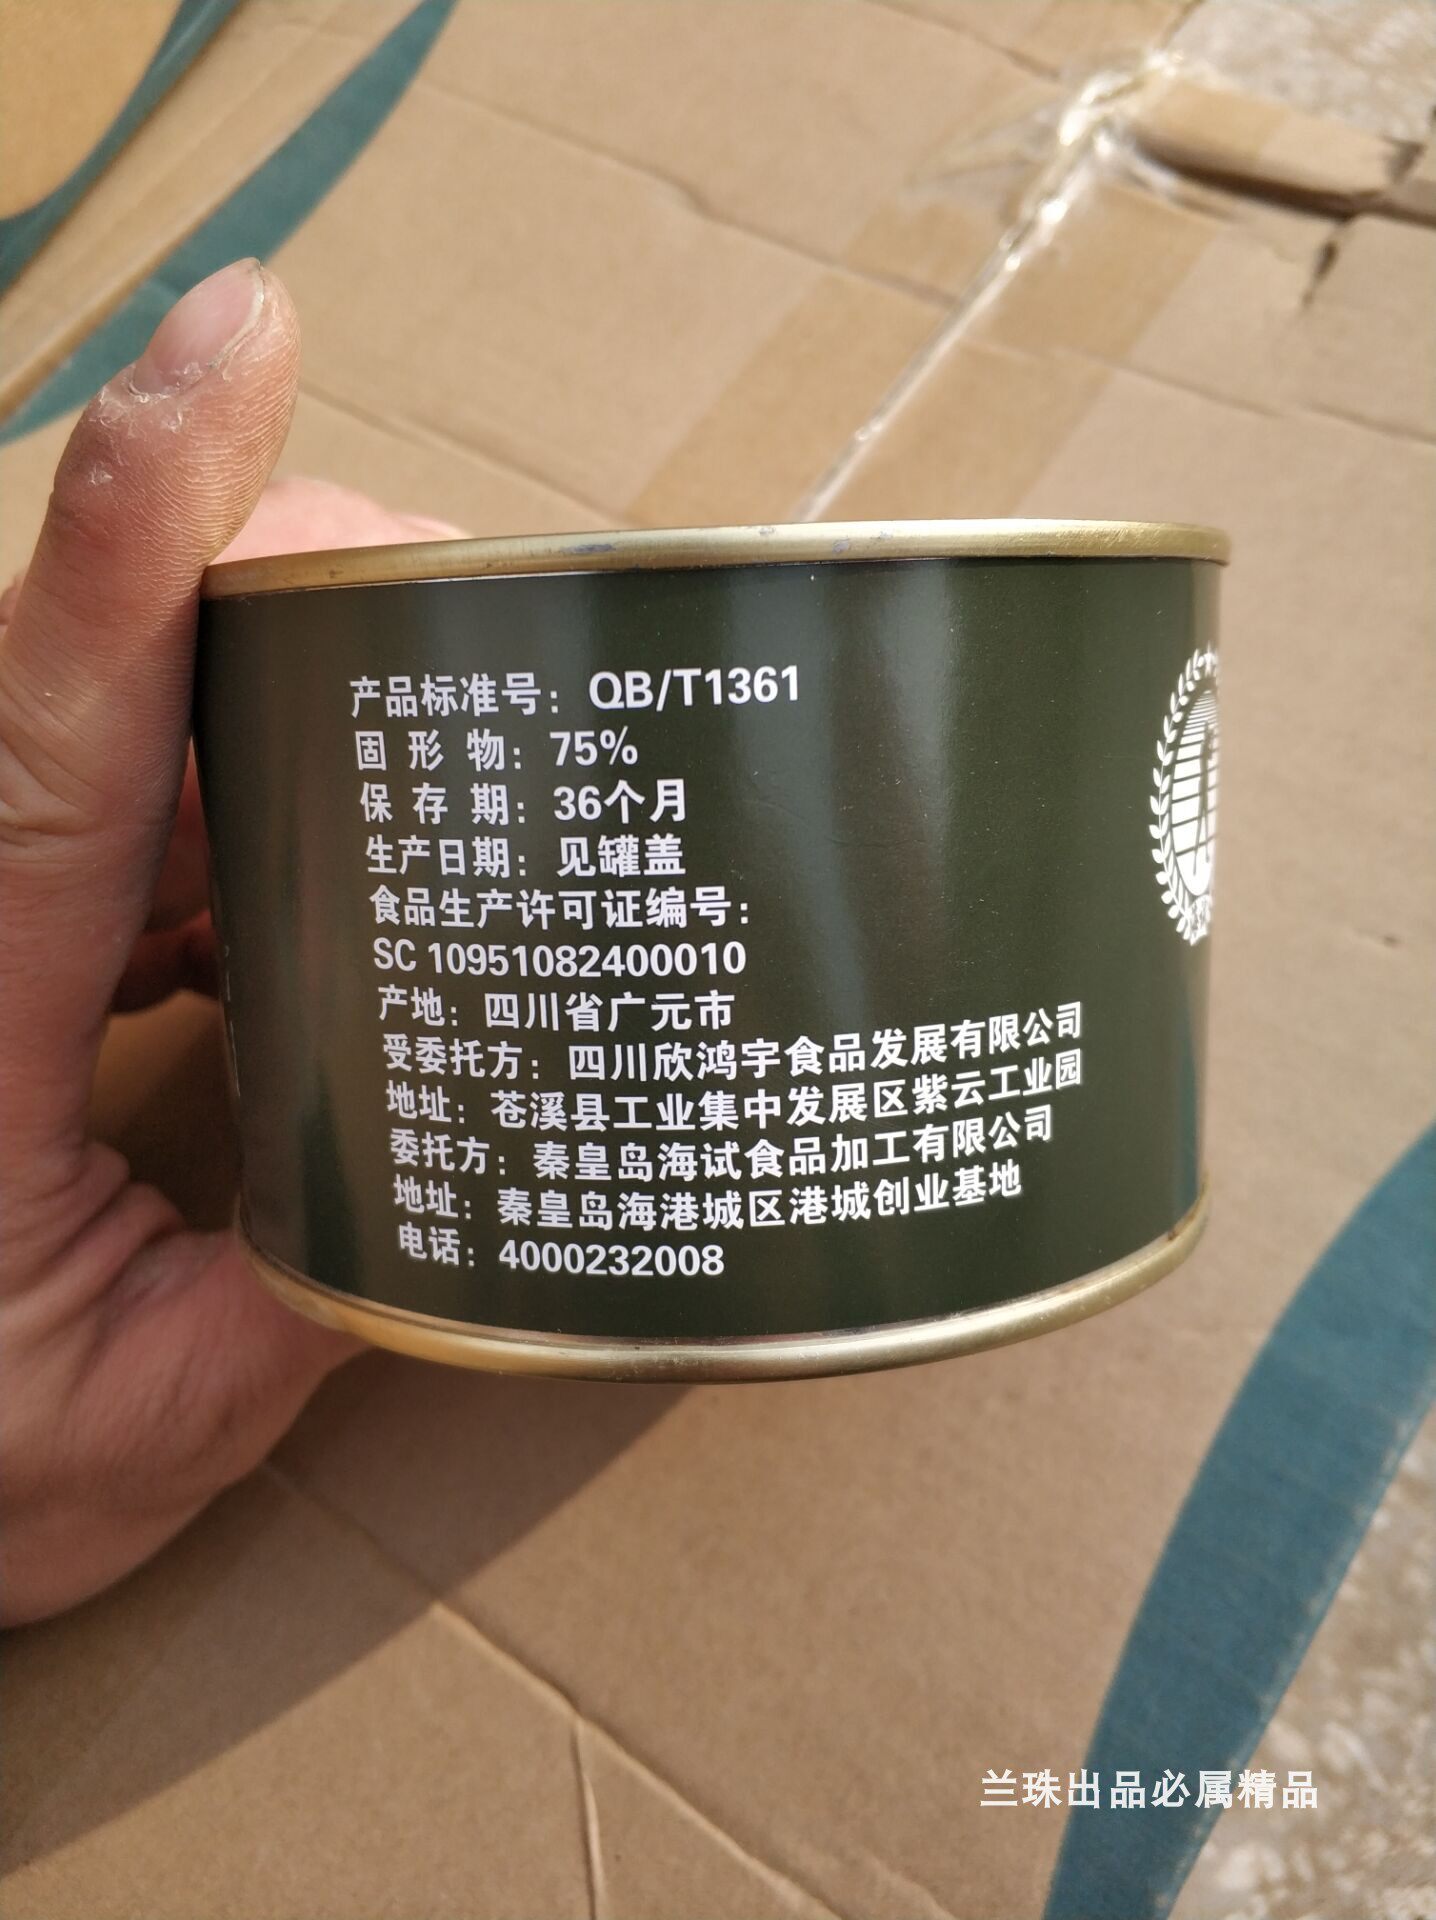 产品标准号：QB/T1361
固形物：75%
保存期：36个月
生产日期：见罐盖
食品生产许可证编号：
SC 10951082400010
产地：四川省广元市
受委托方：四川欣鸿宇食品发展有限公司
地址：苍溪县工业集中发展区紫云工业园
委托方：秦皇岛海试食品加工有限公司
地址：秦皇岛海港城区港城创业基地
电话：4000232008
兰珠出品必属精品